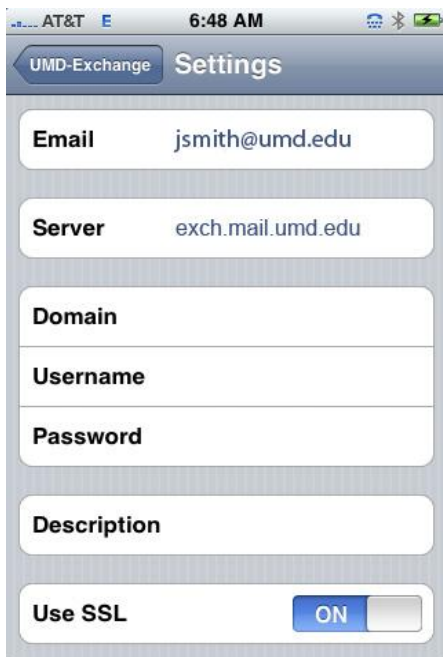 AT&T E 6:48 AM
UMD-Exchange Settings
Email jsmith@umd.edu
Server exch.mail.umd.edu
Domain
Username
Password
Description
Use SSL ON